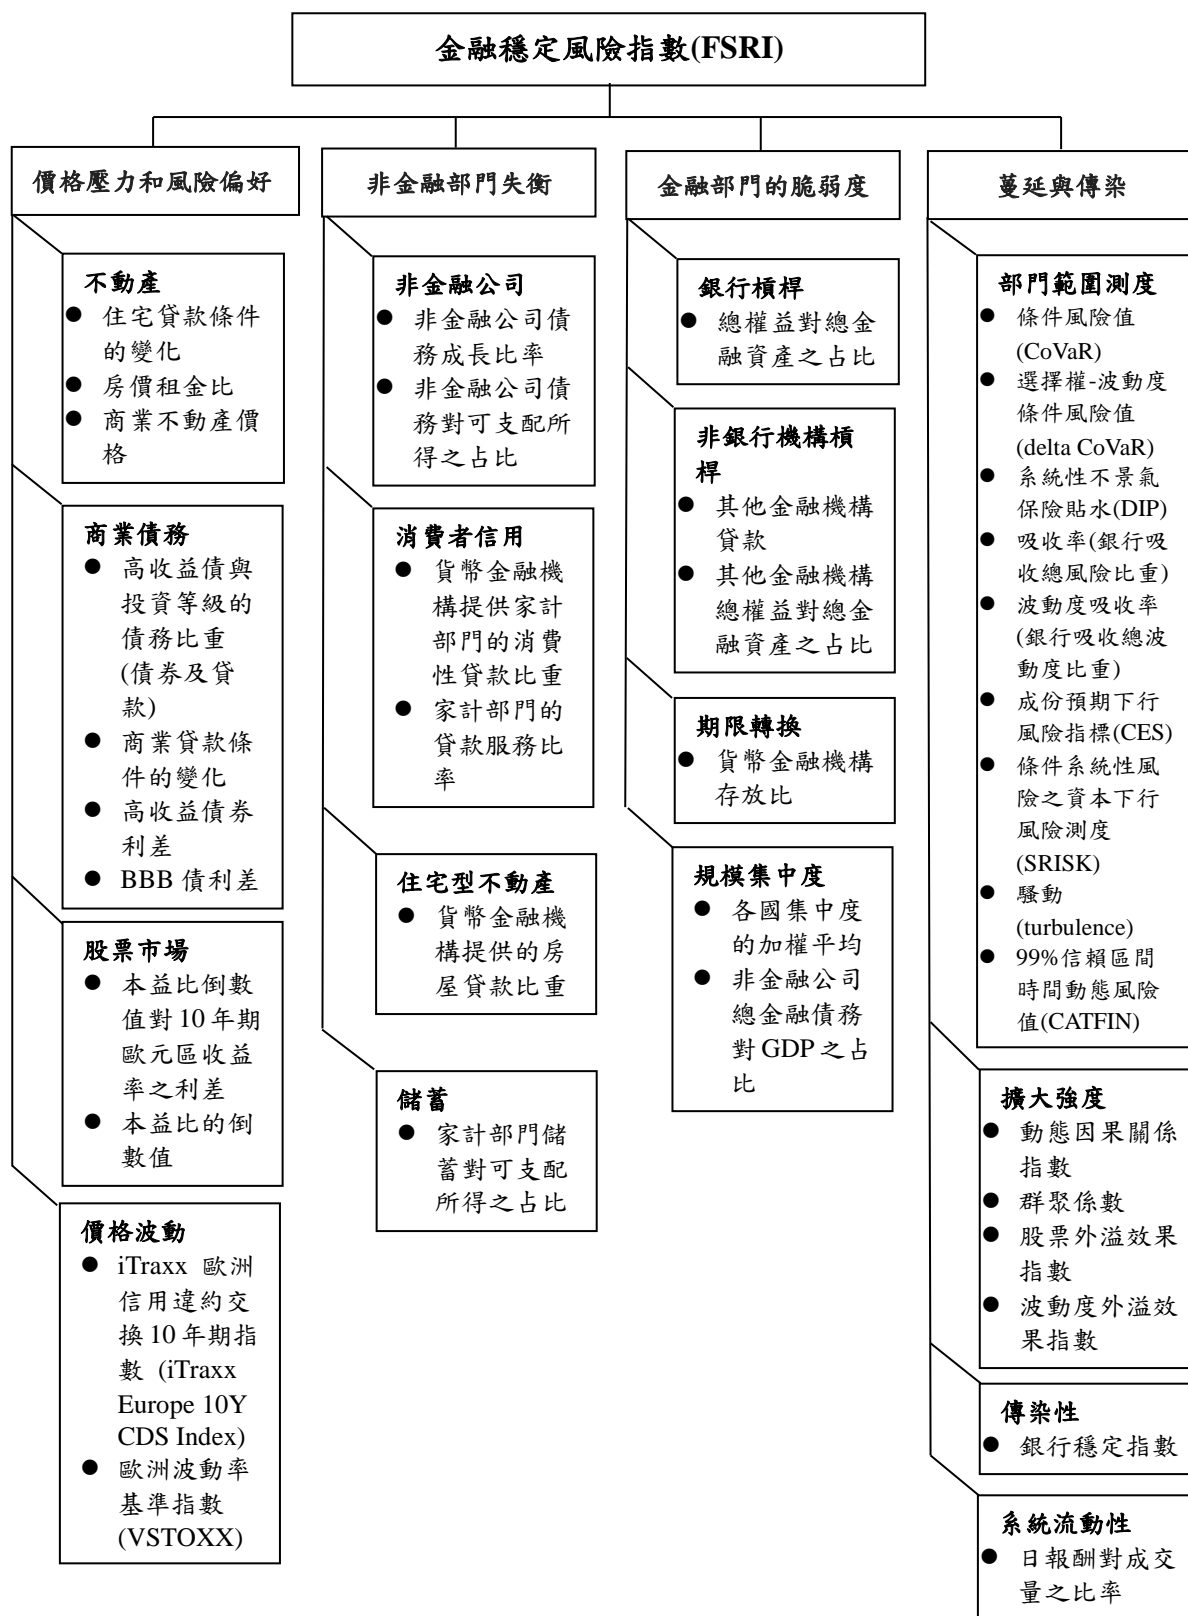 金融穩定風險指數(FSRI)
價格壓力和風險偏好
不動產
● 住宅貸款條件
的變化
● 房價租金比
● 商業不動產價
格
商業債務
● 高收益債與
投資等級的
債務比重
(債券及貸
款)
● 商業貸款條
件的變化
● 高收益債券
利差
● BBB 債利差
股票市場
● 本益比倒數
值對 10 年期
歐元區收益
率之利差
● 本益比的倒
數值
價格波動
● iTraxx 歐洲
信用違約交
換 10 年期指
數 (iTraxx
Europe 10Y
CDS Index)
● 歐洲波動率
基準指數
(VSTOXX)
非金融部門失衡
非金融公司
● 非金融公司債
務成長比率
● 非金融公司債
務對可支配所
得之占比
消費者信用
● 貨幣金融機
構提供家計
部門的消費
性貸款比重
● 家計部門的
貸款服務比
率
住宅型不動產
● 貨幣金融機
構提供的房
屋貸款比重
儲蓄
● 家計部門儲
蓄對可支配
所得之占比
金融部門的脆弱度
銀行槓桿
● 總權益對總金
融資產之占比
非銀行機構槓
桿
● 其他金融機構
貸款
● 其他金融機構
總權益對總金
融資產之占比
期限轉換
● 貨幣金融機構
存放比
規模集中度
● 各國集中度
的加權平均
● 非金融公司
總金融債務
對 GDP 之占
比
蔓延與傳染
部門範圍測度
● 條件風險值
(CoVaR)
● 選擇權-波動度
條件風險值
(delta CoVaR)
● 系統性不景氣
保險貼水(DIP)
● 吸收率(銀行吸
收總風險比重)
● 波動度吸收率
(銀行吸收總波
動度比重)
● 成份預期下行
風險指標(CES)
● 條件系統性風
險之資本下行
風險測度
(SRISK)
● 騷動
(turbulence)
● 99%信賴區間
時間動態風險
值(CATFIN)
擴大強度
● 動態因果關係
指數
● 群聚係數
● 股票外溢效果
指數
● 波動度外溢效
果指數
傳染性
● 銀行穩定指數
系統流動性
● 日報酬對成交
量之比率